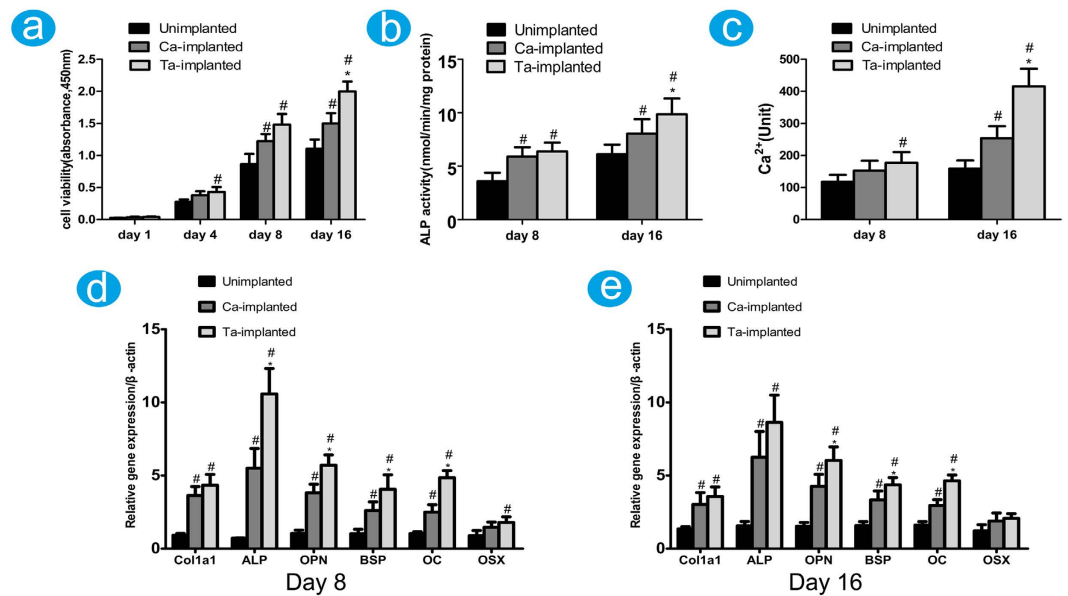 a
Unimplanted
Ca-implanted
Ta-implanted
cell viability(absorbance,450nm)
2.5
2.0
1.5
1.0
0.5
0.0
#
# #
# #
#
*
day 1 day 4 day 8 day 16
b
Unimplanted
Ca-implanted
Ta-implanted
ALP activity(nmol/min/mg protein)
15
10
5
0
# #
# #
*
day 8 day 16
c
Unimplanted
Ca-implanted
Ta-implanted
Ca2+(Unit)
500
400
300
200
100
0
#
# #
*
day 8 day 16
d
Unimplanted
Ca-implanted
Ta-implanted
Relative gene expression/β -actin
15
10
5
0
# #
# #
*
# #
*
# #
*
# #
*
#
Col1a1 ALP OPN BSP OC OSX
Day 8
e
Unimplanted
Ca-implanted
Ta-implanted
Relative gene expression/β -actin
15
10
5
0
# #
# #
# #
*
# #
*
# #
*
Col1a1 ALP OPN BSP OC OSX
Day 16